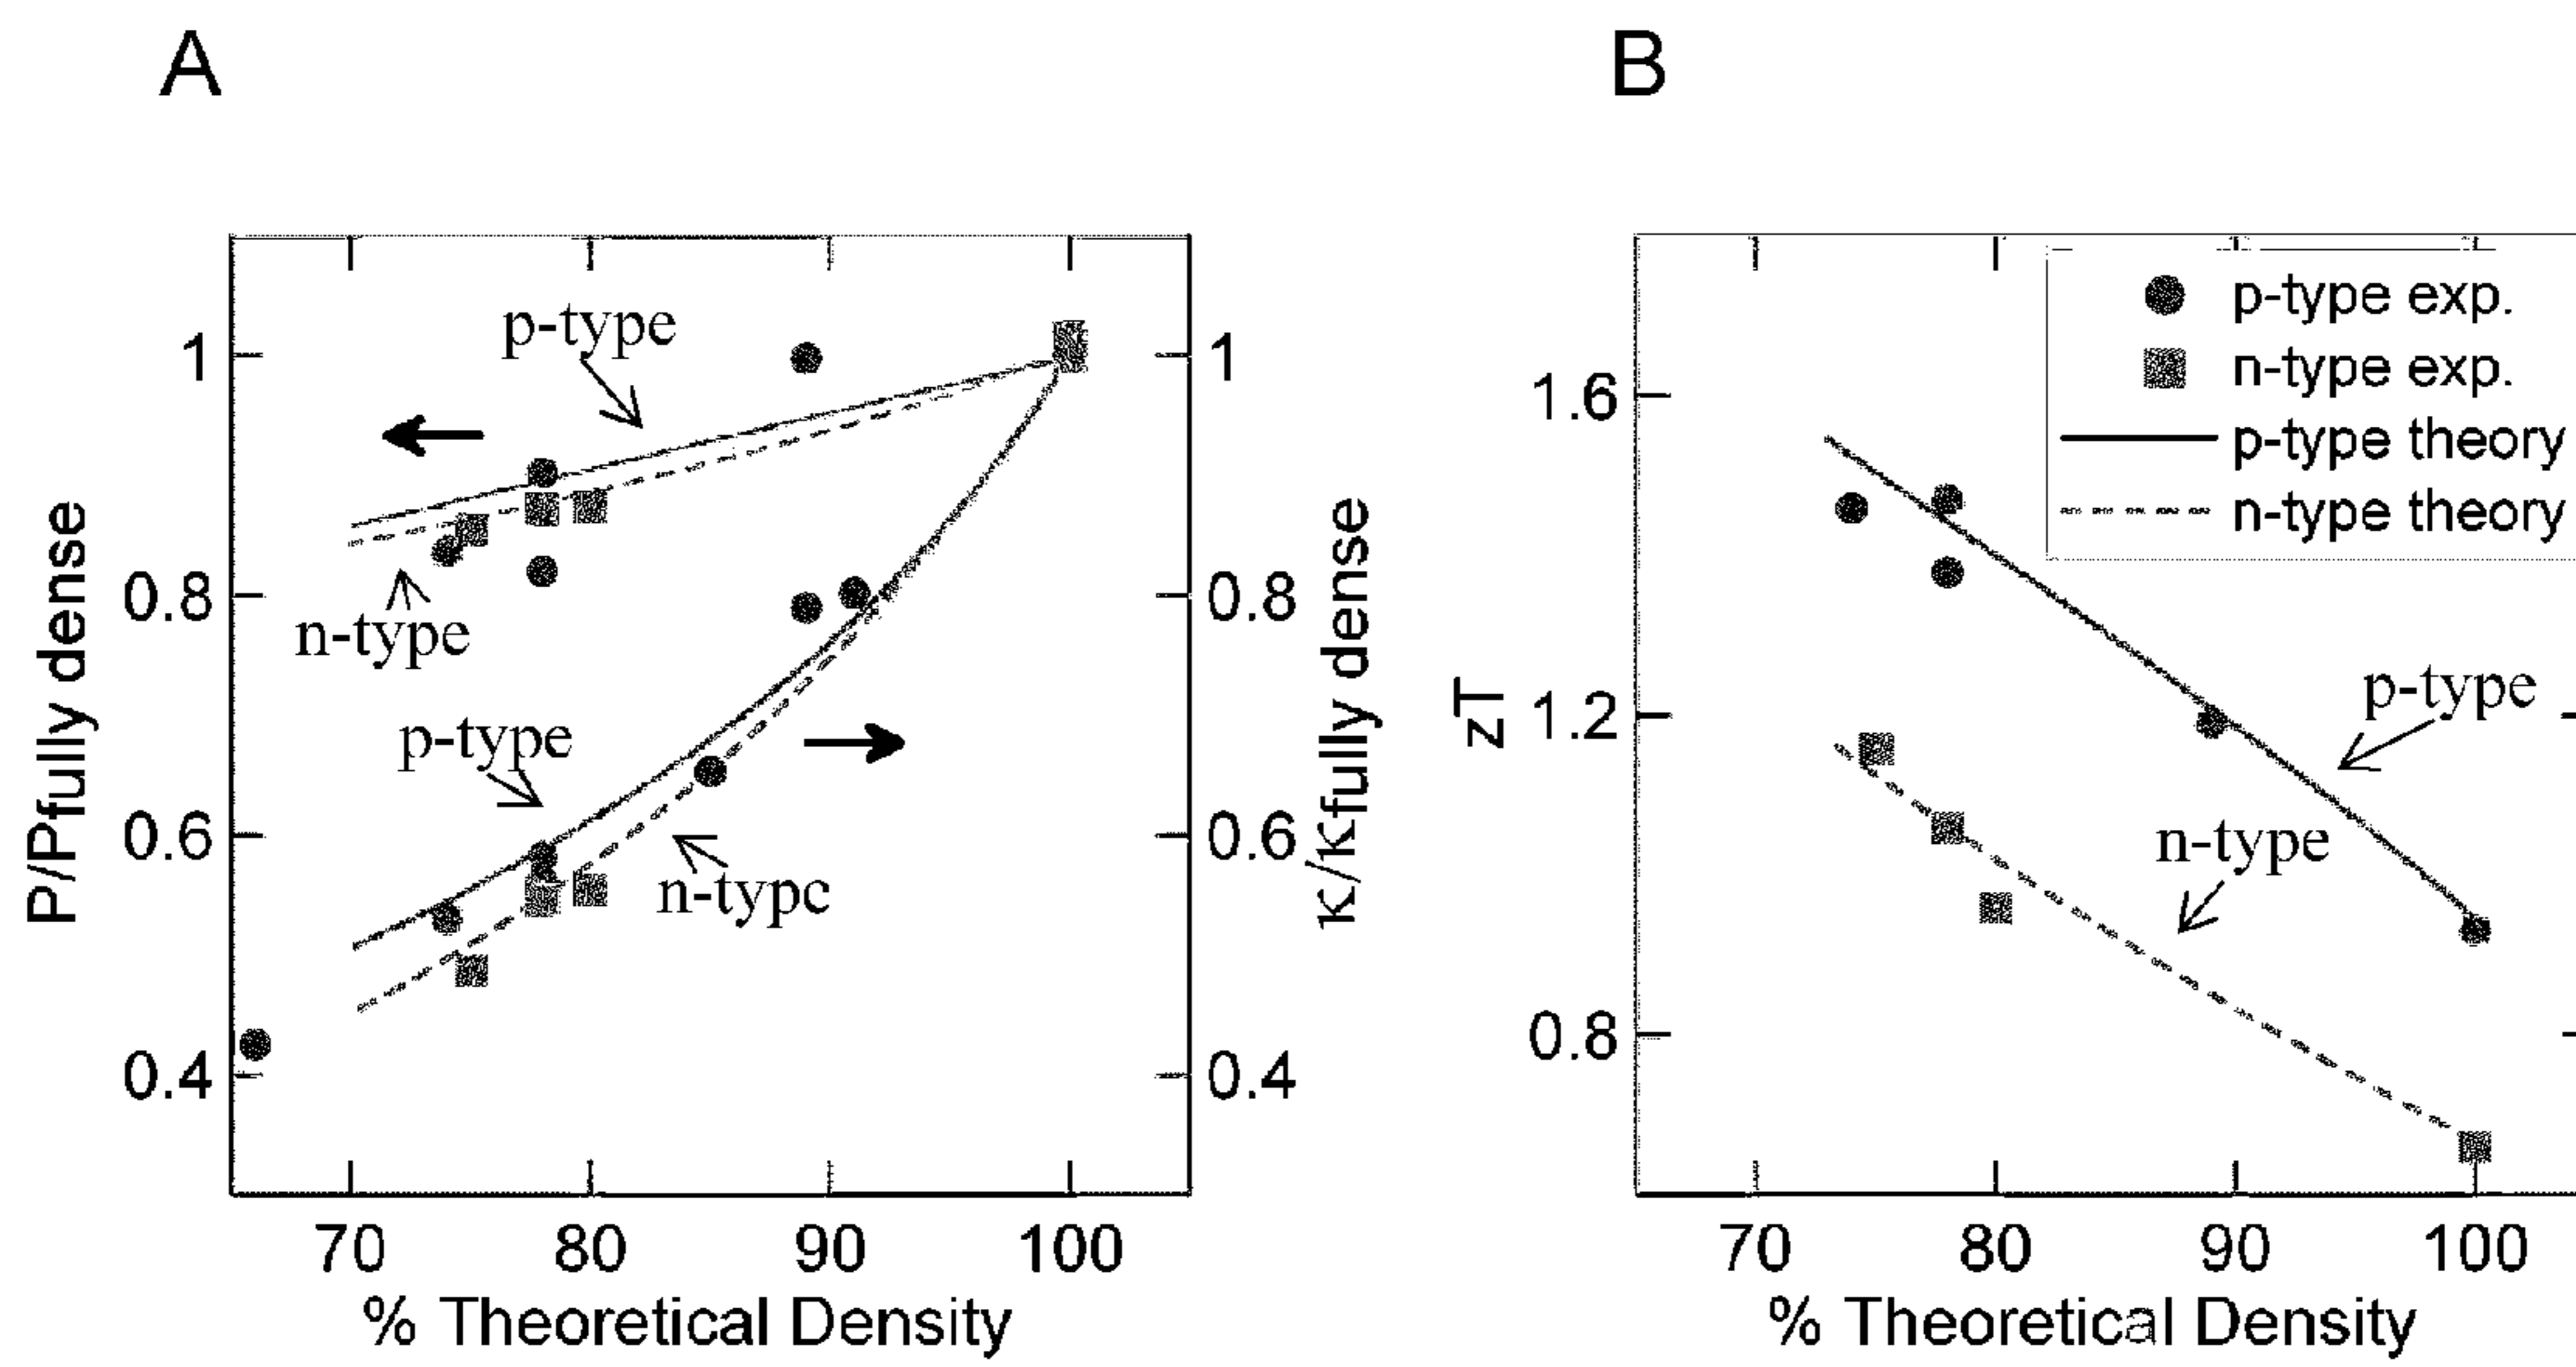 A
p-type
n-type
p-type
n-typc
1
0.8
0.6
0.4
1
0.8
0.6
0.4
P/Pfully dense
κ/κfully dense
70 80 90 100
% Theoretical Density
B
p-type exp.
n-type exp.
p-type theory
n-type theory
p-type
n-type
1.6
1.2
0.8
zT
70 80 90 100
% Theoretical Density